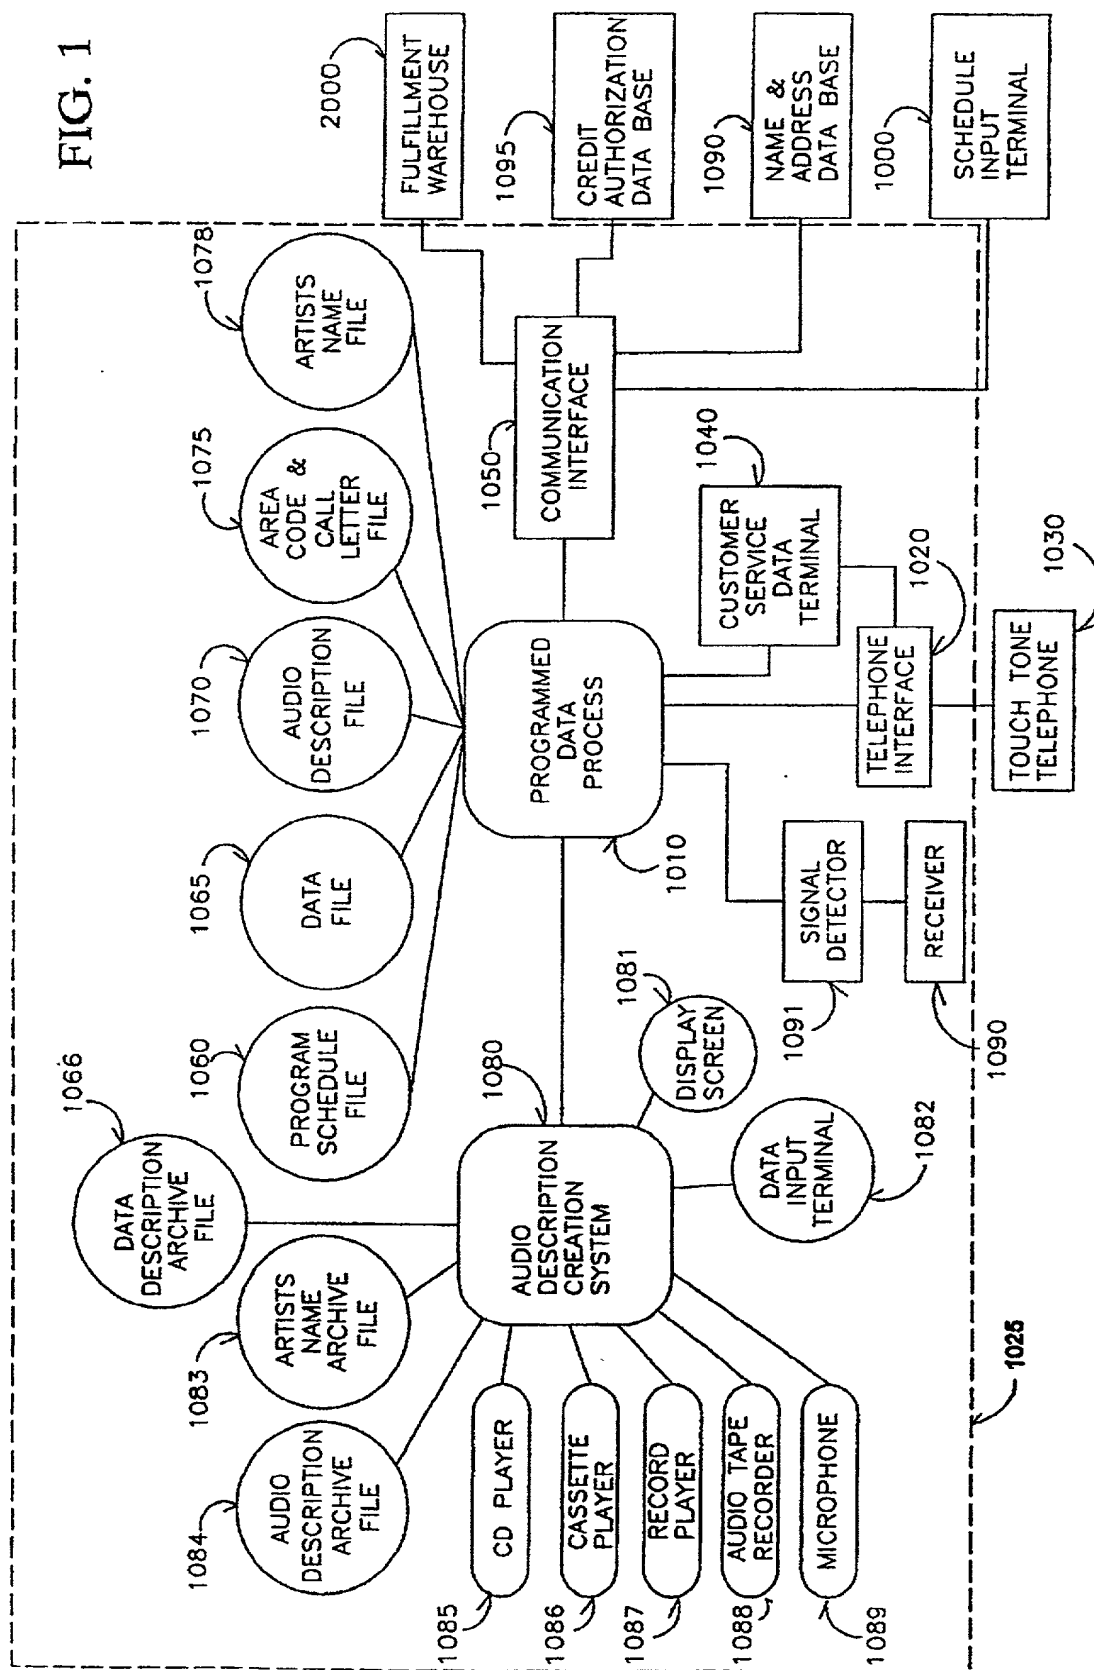 FIG. 1
1066
DATA
DESCRIPTION
ARCHIVE
FILE
1084
AUDIO
DESCRIPTION
ARCHIVE
FILE
1083
ARTISTS
NAME
ARCHIVE
FILE
1060
PROGRAM
SCHEDULE
FILE
1065
DATA
FILE
1070
AUDIO
DESCRIPTION
FILE
1075
AREA
CODE &
CALL
LETTER
FILE
1078
ARTISTS
NAME
FILE
2000
FULFILLMENT
WAREHOUSE
1095
CREDIT
AUTHORIZATION
DATA BASE
1090
NAME &
ADDRESS
DATA BASE
1000
SCHEDULE
INPUT
TERMINAL
1050
COMMUNICATION
INTERFACE
PROGRAMMED
DATA
PROCESS
1010
1080
AUDIO
DESCRIPTION
CREATION
SYSTEM
1081
DISPLAY
SCREEN
DATA
INPUT
TERMINAL
1082
1085
CD PLAYER
1086
CASSETTE
PLAYER
1087
RECORD
PLAYER
1088
AUDIO TAPE
RECORDER
1089
MICROPHONE
SIGNAL
DETECTOR
1091
RECEIVER
1090
CUSTOMER
SERVICE
DATA
TERMINAL
1040
TELEPHONE
INTERFACE
1020
TOUCH TONE
TELEPHONE
1030
1025